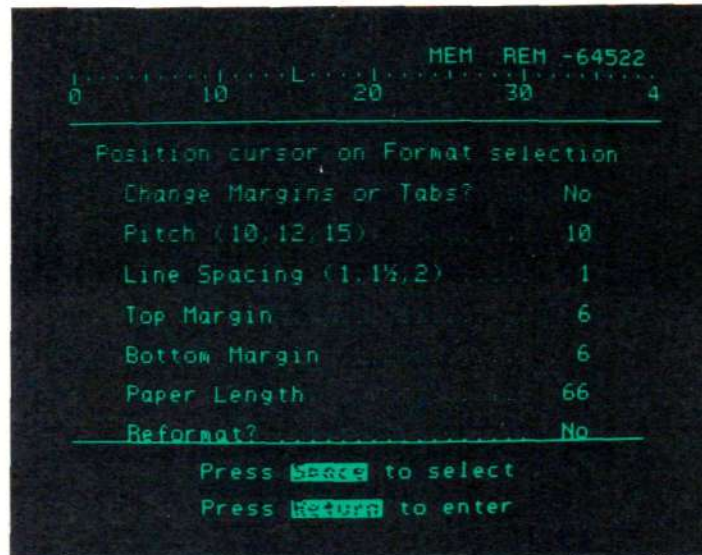 MEM REM -64522
L
0 10 20 30 4
Position cursor on Format selection
Change Margins or Tabs? No
Pitch (10,12,15) ........ 10
Line Spacing (1,1½,2) ..... 1
Top Margin 6
Bottom Margin 6
Paper Length 66
Reformat? ...................... No
Press Space to select
Press Return to enter